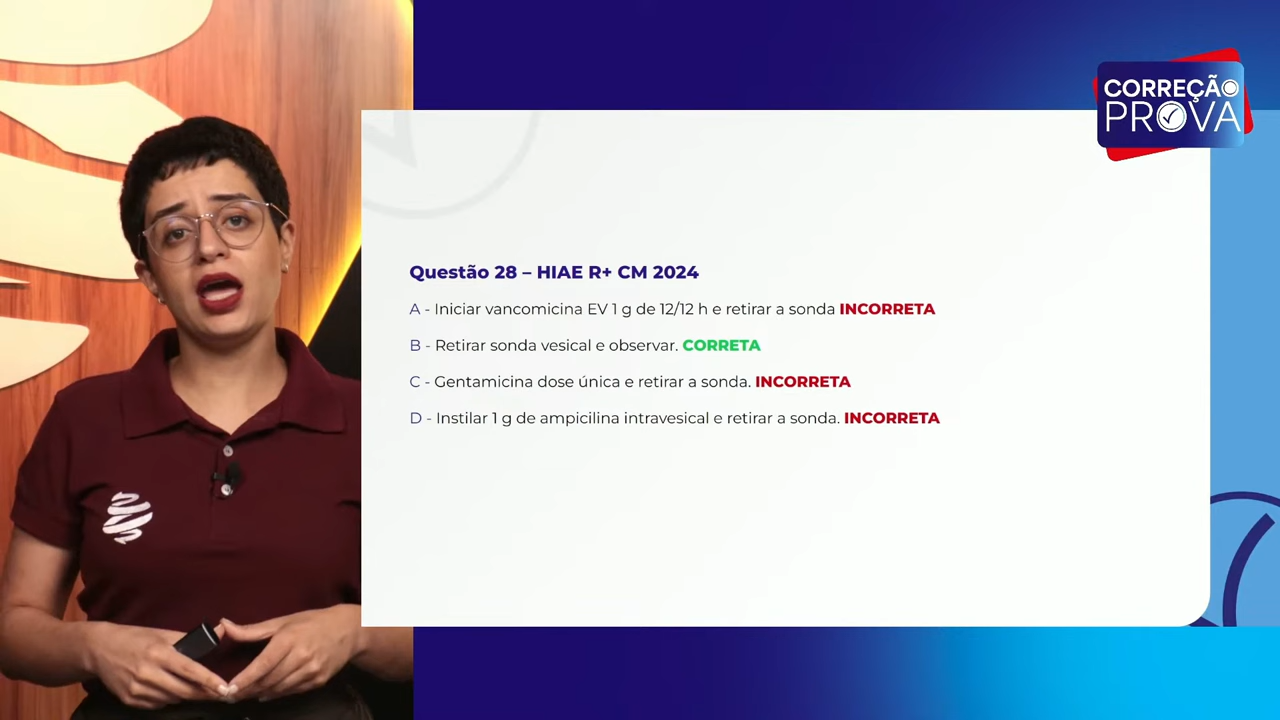 CORREÇÃO
PROVA
Questão 28 – HIAE R+ CM 2024
A - Iniciar vancomicina EV 1 g de 12/12 h e retirar a sonda INCORRETA
B - Retirar sonda vesical e observar. CORRETA
C - Gentamicina dose única e retirar a sonda. INCORRETA
D - Instilar 1 g de ampicilina intravesical e retirar a sonda. INCORRETA